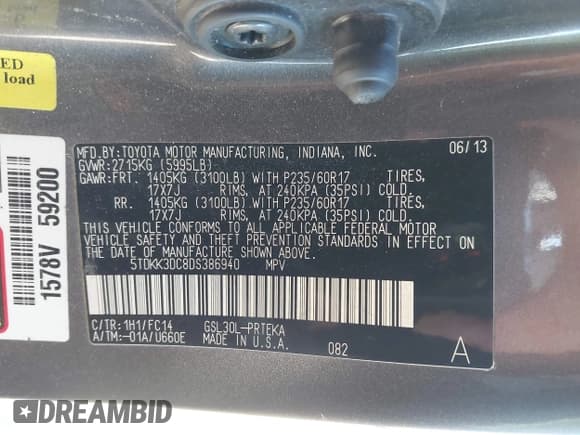 ED
load
1578V 59200
MFD.BY:TOYOTA MOTOR MANUFACTURING, INDIANA, INC. 06/13
GVWR:2715KG (5995LB)
GAWR:FRT. 1405KG (3100LB) WITH P235/60R17 TIRES,
17X7J RIMS, AT 240KPA (35PSI) COLD.
RR. 1405KG (3100LB) WITH P235/60R17 TIRES,
17X7J RIMS, AT 240KPA (35PSI) COLD.
THIS VEHICLE CONFORMS TO ALL APPLICABLE FEDERAL MOTOR
VEHICLE SAFETY AND THEFT PREVENTION STANDARDS IN EFFECT ON
THE DATE OF MANUFACTURE SHOWN ABOVE.
5TDKK3DC8DS386940 MPV
C/TR:1H1/FC14 GSL30L-PRTEKA
A/TM:-01A/U660E MADE IN U.S.A. 082 A
DREAMBID